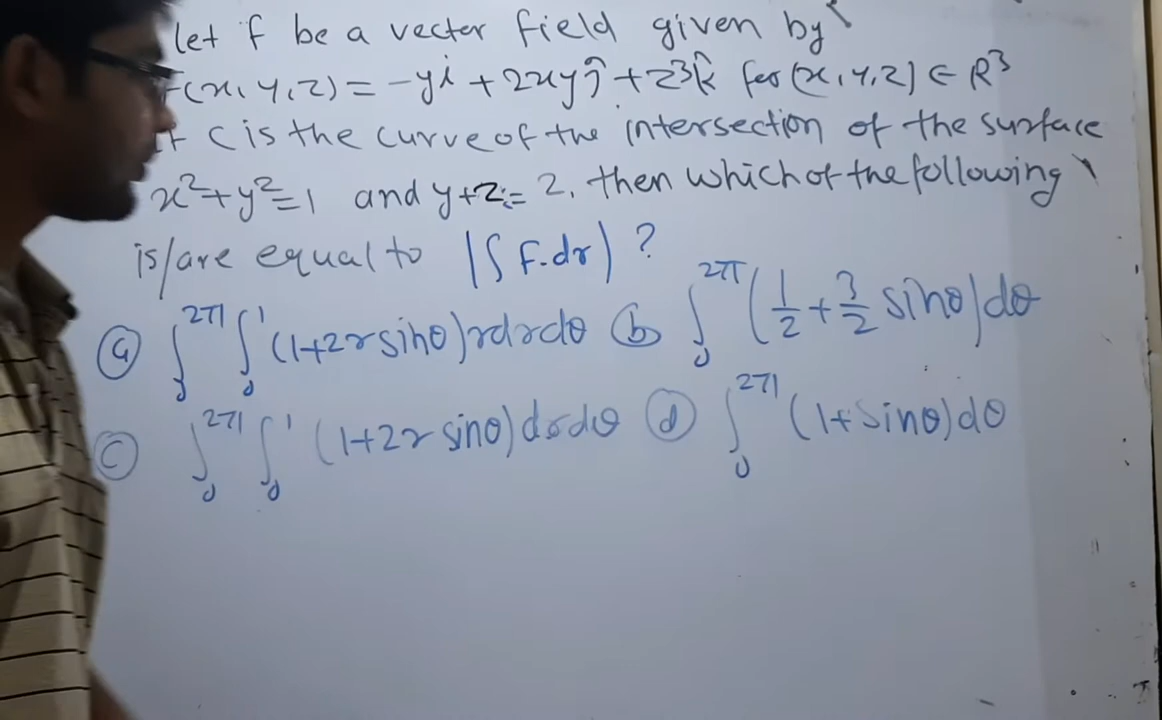 let f be a vector field given by
F(x, y, z) = -yî + 2xyĵ + z³k̂ for (x, y, z) ∈ R³
C is the curve of the intersection of the surface
x² + y² = 1 and y + z = 2. then which of the following
is/are equal to |∫ F.dr| ?
(a) ∫₀^2π ∫₀^1 (1+2r sinθ) r dr dθ (b) ∫₀^2π (1/2 + 3/2 sinθ) dθ
(c) ∫₀^2π ∫₀^1 (1+2r sinθ) dr dθ (d) ∫₀^2π (1+sinθ) dθ